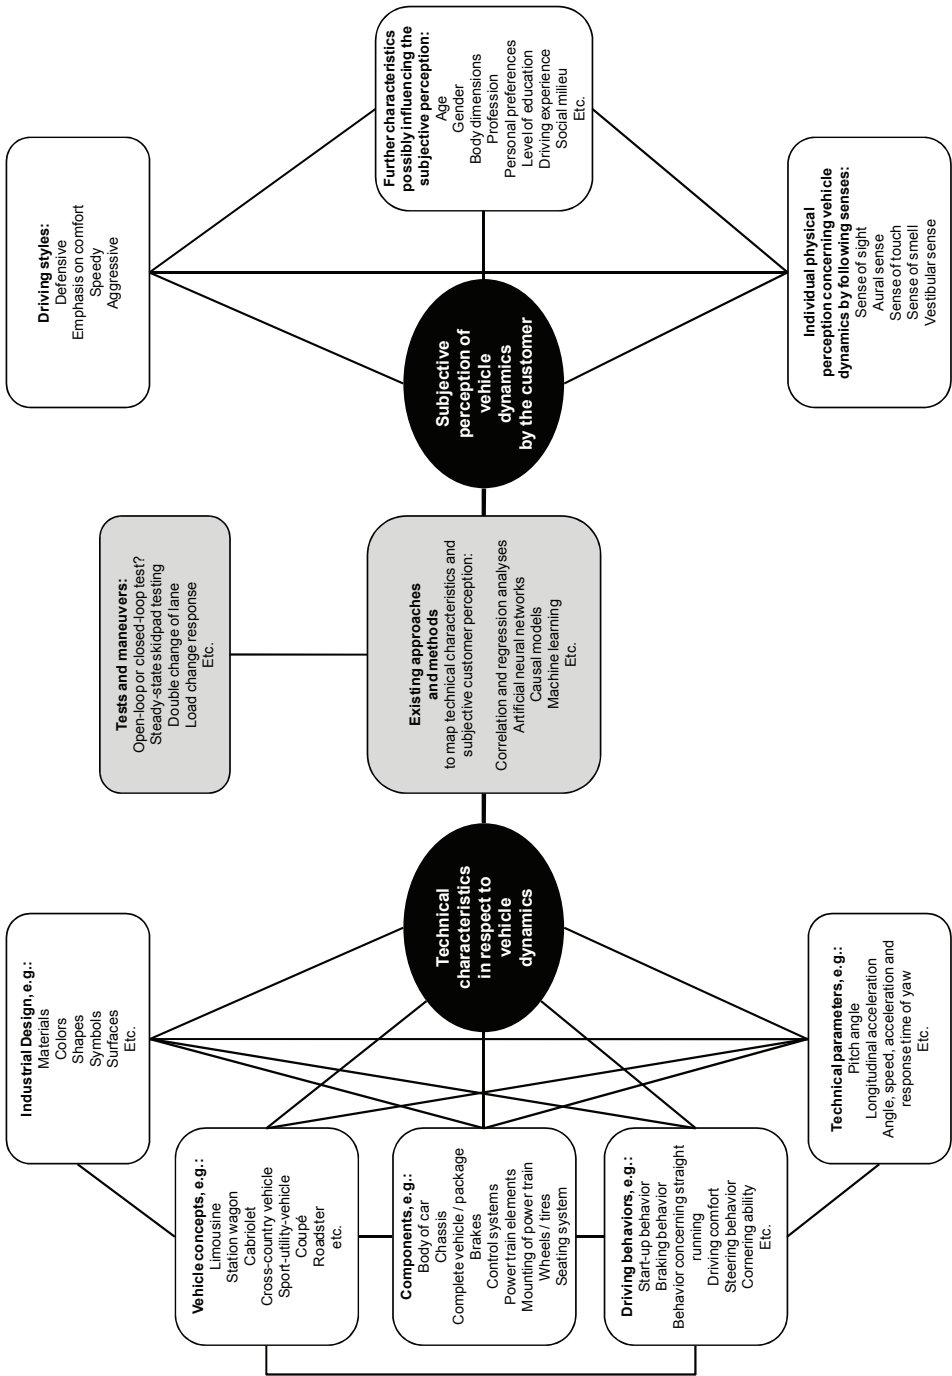 Industrial Design, e.g.:
Materials
Colors
Shapes
Symbols
Surfaces
Etc.
Vehicle concepts, e.g.:
Limousine
Station wagon
Cabriolet
Cross-country vehicle
Sport-utility-vehicle
Coupé
Roadster
etc.
Components, e.g.:
Body of car
Chassis
Complete vehicle / package
Brakes
Control systems
Power train elements
Mounting of power train
Wheels / tires
Seating system
Driving behaviors, e.g.:
Start-up behavior
Braking behavior
Behavior concerning straight
running
Driving comfort
Steering behavior
Cornering ability
Etc.
Technical parameters, e.g.:
Pitch angle
Longitudinal acceleration
Angle, speed, acceleration and
response time of yaw
Etc.
Technical
characteristics
in respect to
vehicle
dynamics
Tests and maneuvers:
Open-loop or closed-loop test?
Steady-state skidpad testing
Double change of lane
Load change response
Etc.
Existing approaches
and methods
to map technical characteristics and
subjective customer perception:
Correlation and regression analyses
Artificial neural networks
Causal models
Machine learning
Etc.
Subjective
perception of
vehicle
dynamics
by the customer
Driving styles:
Defensive
Emphasis on comfort
Speedy
Aggressive
Further characteristics
possibly influencing the
subjective perception:
Age
Gender
Body dimensions
Profession
Personal preferences
Level of education
Driving experience
Social milieu
Etc.
Individual physical
perception concerning vehicle
dynamics by following senses:
Sense of sight
Aural sense
Sense of touch
Sense of smell
Vestibular sense